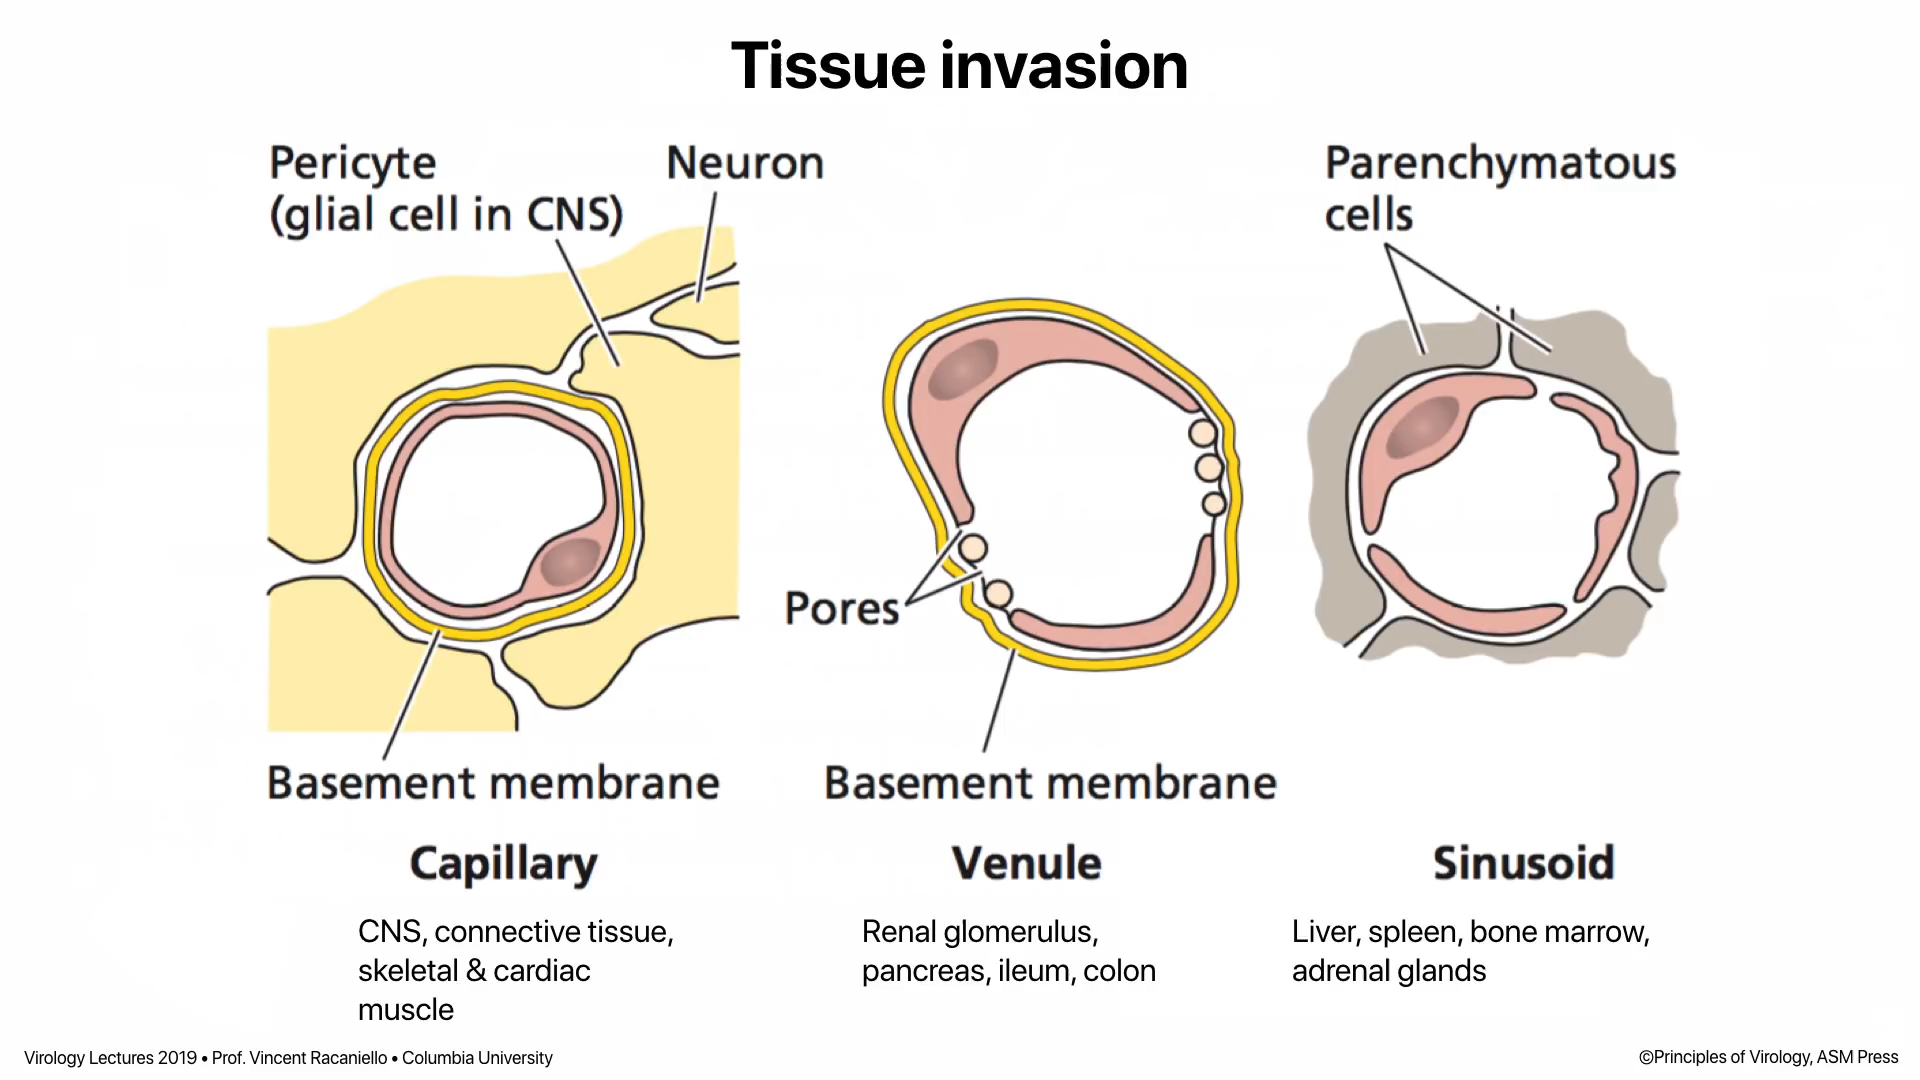 Tissue invasion
Pericyte
(glial cell in CNS)
Neuron
Parenchymatous
cells
Pores
Basement membrane
Basement membrane
Capillary
Venule
Sinusoid
CNS, connective tissue,
skeletal & cardiac
muscle
Renal glomerulus,
pancreas, ileum, colon
Liver, spleen, bone marrow,
adrenal glands
Virology Lectures 2019 • Prof. Vincent Racaniello • Columbia University
©Principles of Virology, ASM Press